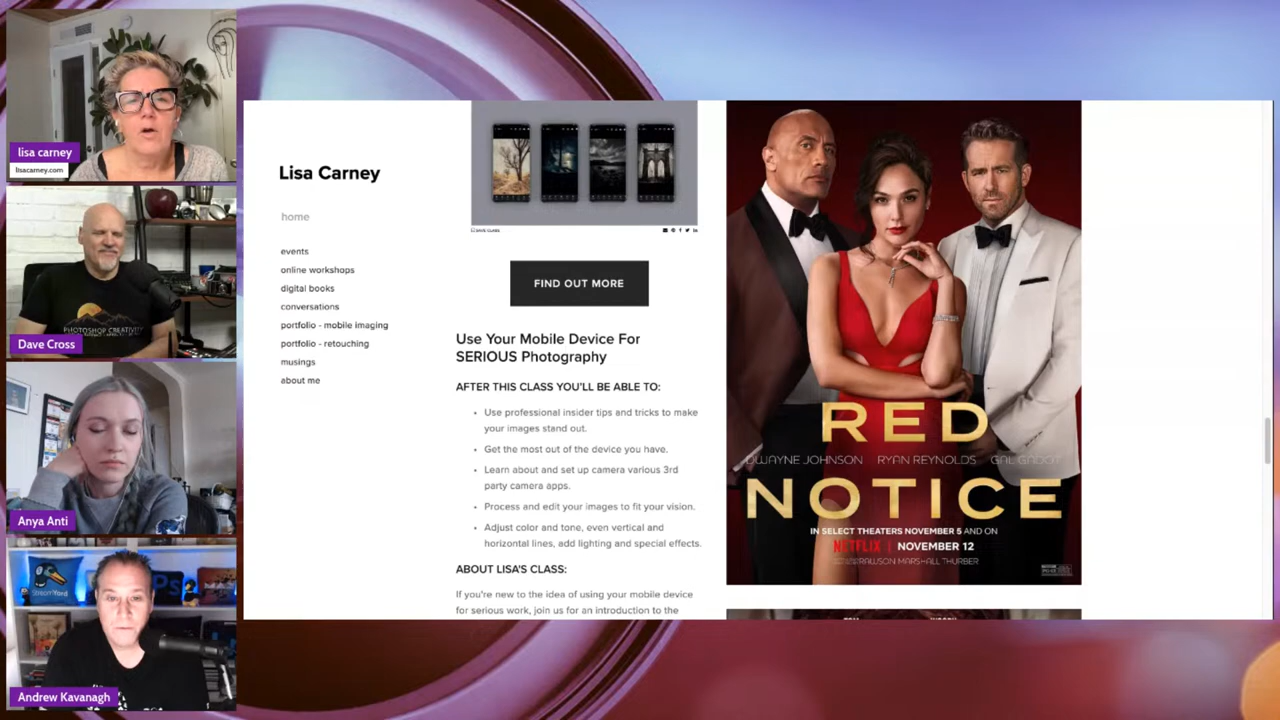 lisa carney
lisacarney.com
Dave Cross
PHOTOSHOP CREATIVITY
Anya Anti
StreamYard
Ps
Andrew Kavanagh
Lisa Carney
home
events
online workshops
digital books
conversations
portfolio - mobile imaging
portfolio - retouching
musings
about me
FIND OUT MORE
Use Your Mobile Device For
SERIOUS Photography
AFTER THIS CLASS YOU'LL BE ABLE TO:
Use professional insider tips and tricks to make
your images stand out.
Get the most out of the device you have.
Learn about and set up camera various 3rd
party camera apps.
Process and edit your images to fit your vision.
Adjust color and tone, even vertical and
horizontal lines, add lighting and special effects.
ABOUT LISA'S CLASS:
If you're new to the idea of using your mobile device
for serious work, join us for an introduction to the
RED
DWAYNE JOHNSON RYAN REYNOLDS GAL GADOT
NOTICE
IN SELECT THEATERS NOVEMBER 5 AND ON
NETFLIX | NOVEMBER 12
RAWSON MARSHALL THURBER